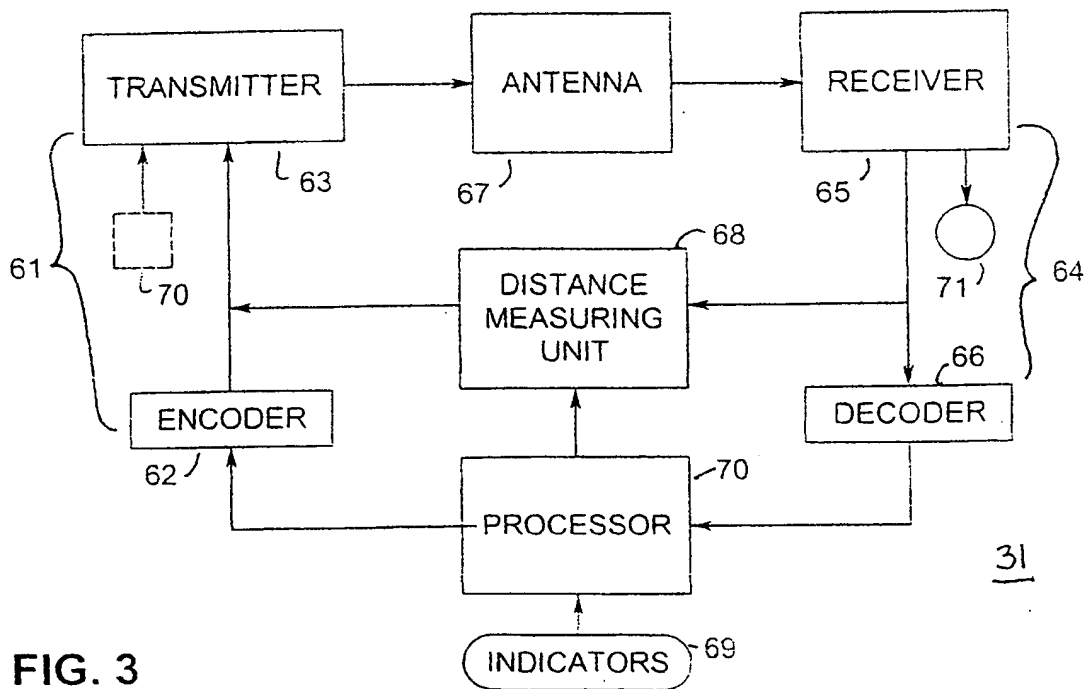 TRANSMITTER
ANTENNA
RECEIVER
63
67
65
61
70
68
71
64
DISTANCE
MEASURING
UNIT
66
ENCODER
DECODER
62
70
PROCESSOR
31
INDICATORS
69
FIG. 3